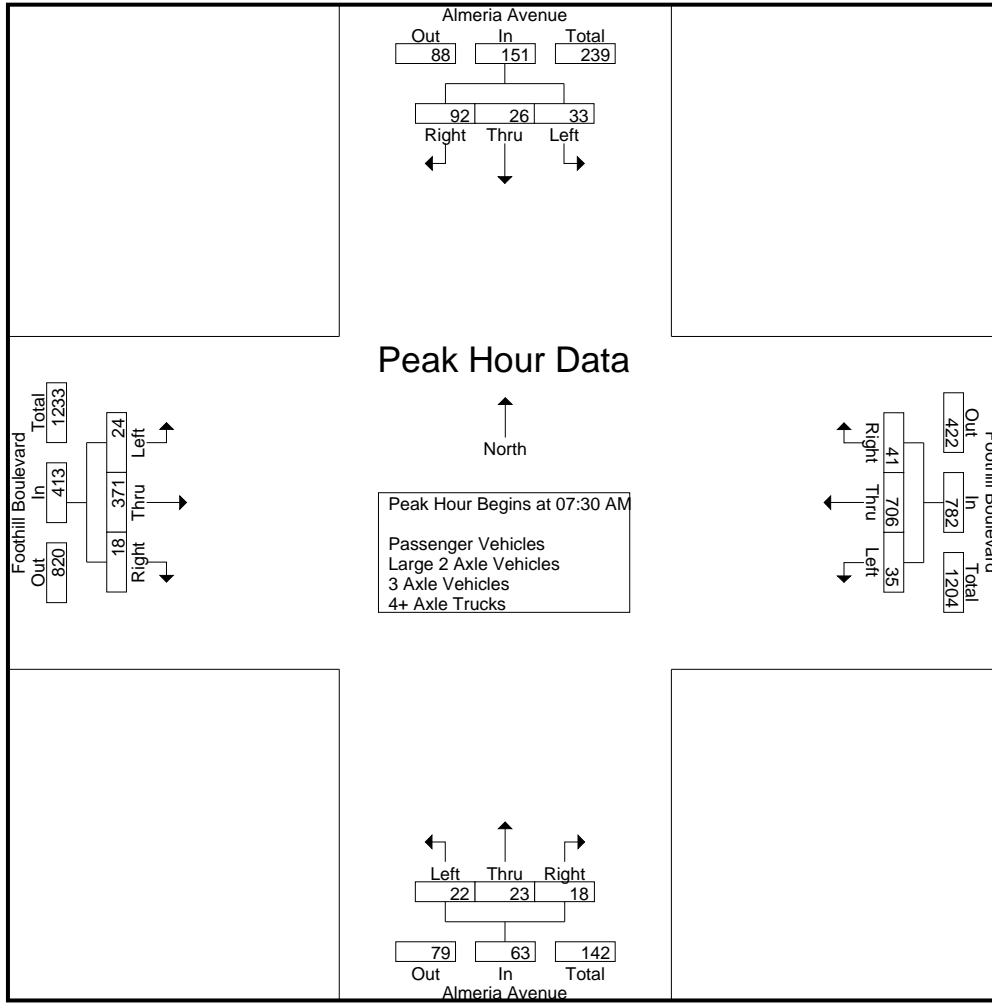 Almeria Avenue
Out In Total
88 151 239
92 26 33
Right Thru Left
Peak Hour Data
North
Peak Hour Begins at 07:30 AM
Passenger Vehicles
Large 2 Axle Vehicles
3 Axle Vehicles
4+ Axle Trucks
Foothill Boulevard
Out In Total
820 413 1233
18 371 24
Right Thru Left
Right Thru Left
41 706 35
422 782 1204
Out In Total
Foothill Boulevard
Left Thru Right
22 23 18
79 63 142
Out In Total
Almeria Avenue